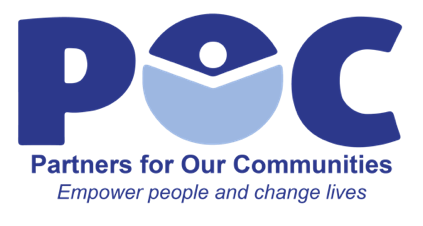 POC
Partners for Our Communities
Empower people and change lives